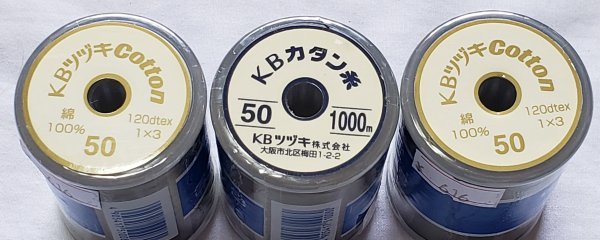 KBツヅキCotton
綿
100%
120dtex
1×3
50
KBカタン糸
50
1000m
KBツヅキ株式会社
大阪市北区梅田1-2-2
KBツヅキCotton
綿
100%
120dtex
1×3
50